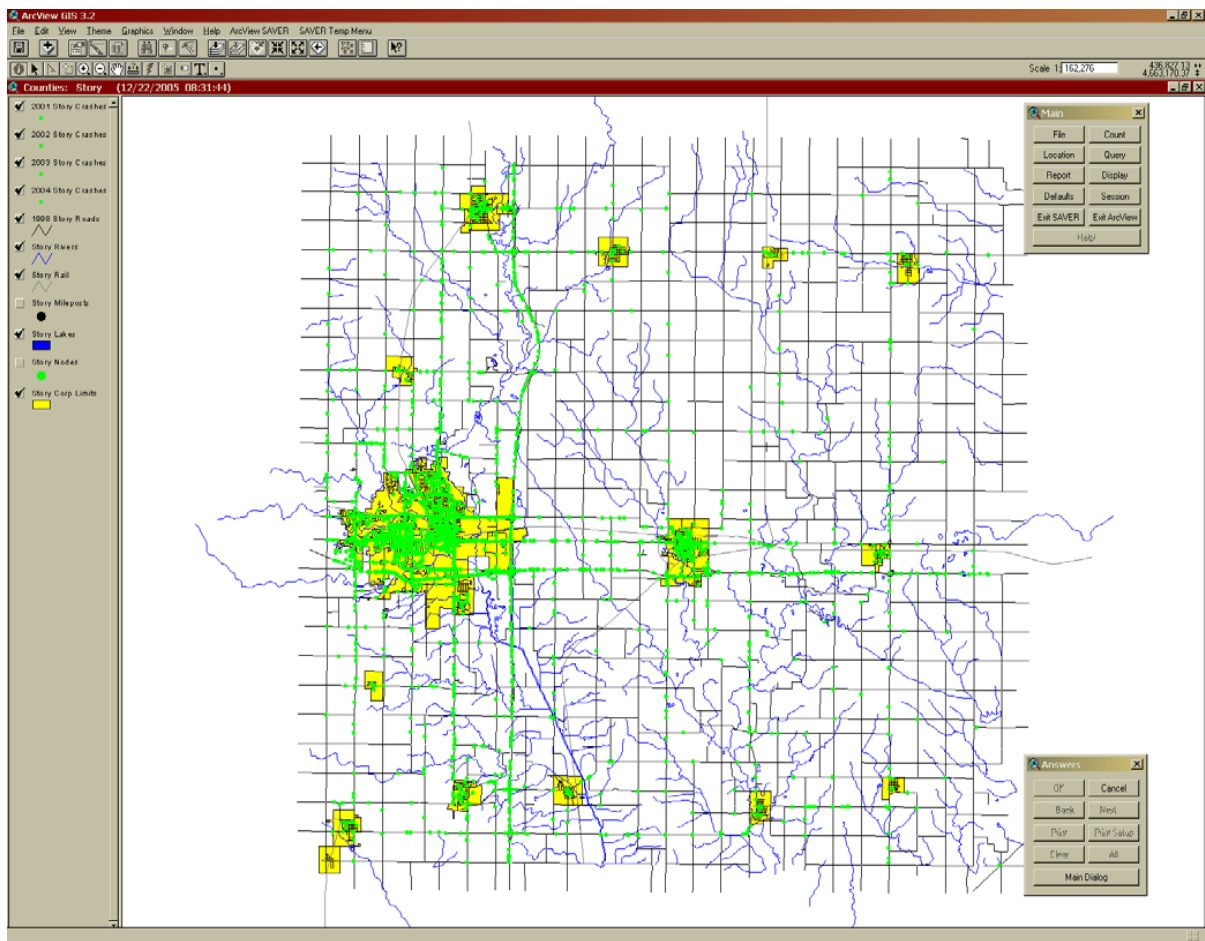 ArcView GIS 3.2
File Edit View Theme Graphics Window Help ArcView SAVER SAVER Temp Menu
Scale 1: 162,276
436,827.13
4,663,170.37
Counties: Story (12/22/2005 08:31:44)
2001 Story Crashes
2002 Story Crashes
2003 Story Crashes
2004 Story Crashes
1998 Story Roads
Story Rivers
Story Rail
Story Mileposts
Story Lakes
Story Nodes
Story Corp Limits
Main
File Count
Location Query
Report Display
Defaults Session
Exit SAVER Exit ArcView
Help!
Answers
Cancel
Back Next
Print Print Setup
Clear All
Main Dialog